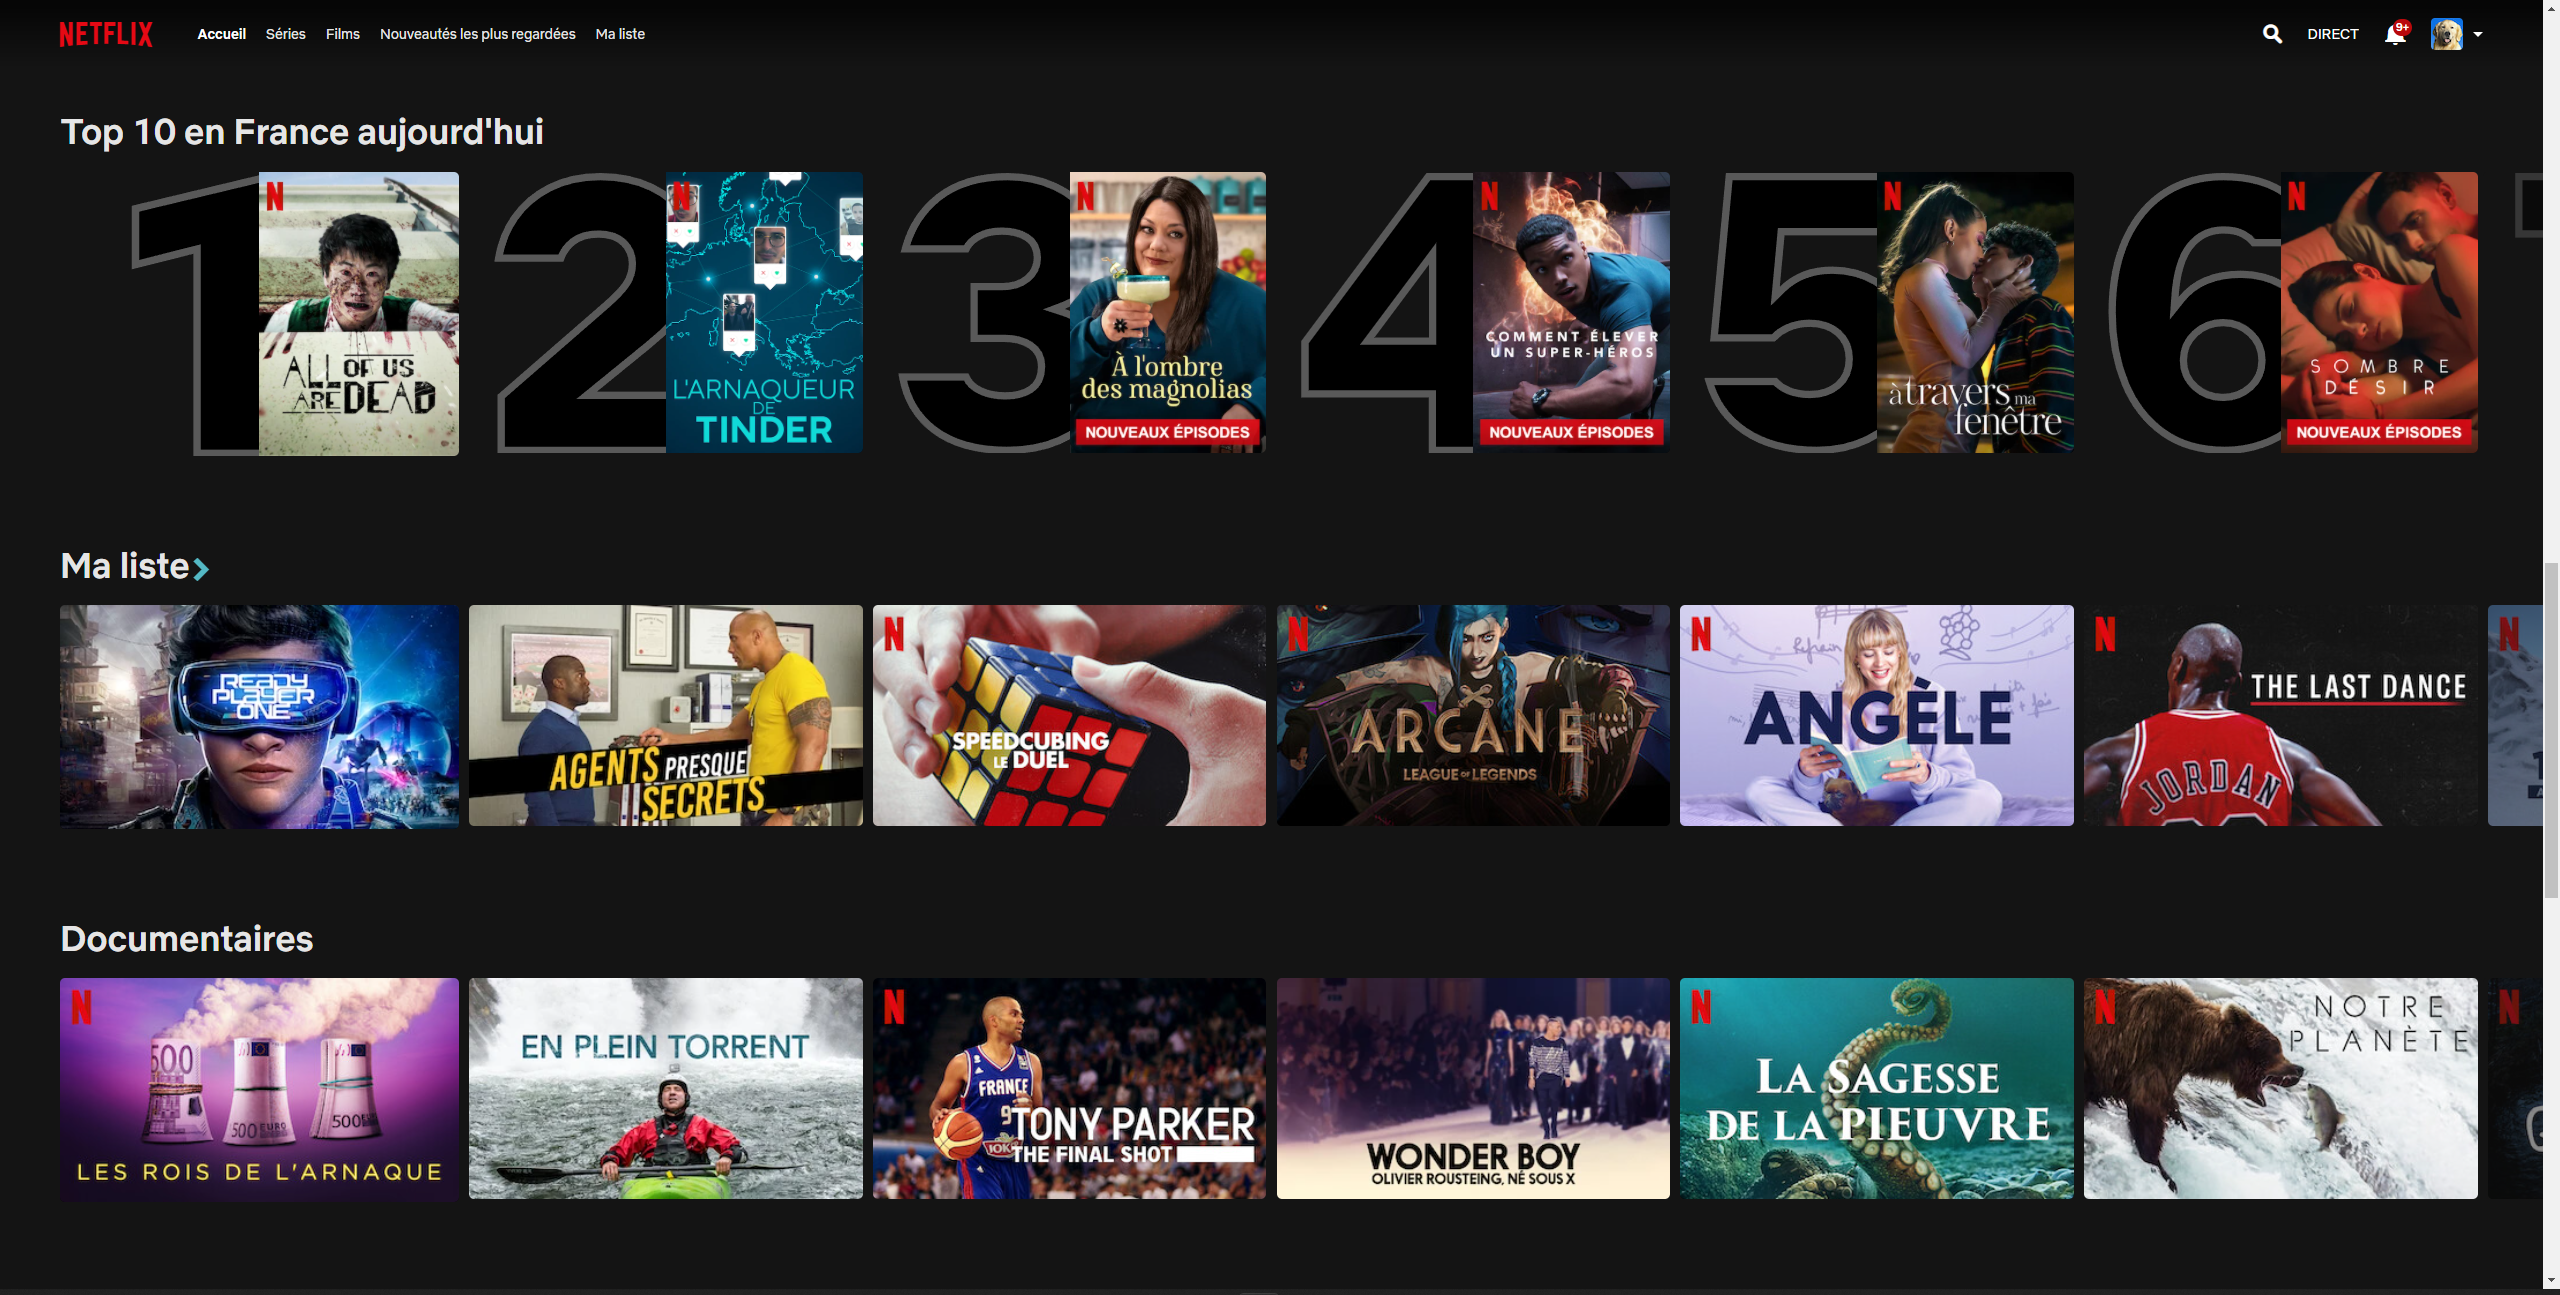 NETFLIX
Accueil
Séries
Films
Nouveautés les plus regardées
Ma liste
DIRECT
9+
Top 10 en France aujourd'hui
1
N
ALL OF US
ARE DEAD
2
N
L'ARNAQUEUR
DE
TINDER
3
N
À l'ombre
des magnolias
NOUVEAUX ÉPISODES
4
N
COMMENT ÉLEVER
UN SUPER-HÉROS
NOUVEAUX ÉPISODES
5
N
à travers ma
fenêtre
6
N
SOMBRE
DÉSIR
NOUVEAUX ÉPISODES
Ma liste
READY
PLAYER
ONE
AGENTS PRESQUE
SECRETS
N
SPEEDCUBING
LE DUEL
N
ARCANE
LEAGUE OF LEGENDS
N
Refrain
ANGÈLE
N
THE LAST DANCE
JORDAN
N
Documentaires
N
500
500 EURO
500
LES ROIS DE L'ARNAQUE
EN PLEIN TORRENT
N
FRANCE
9
TONY PARKER
THE FINAL SHOT
WONDER BOY
OLIVIER ROUSTEING, NÉ SOUS X
N
LA SAGESSE
DE LA PIEUVRE
N
NOTRE
PLANÈTE
N